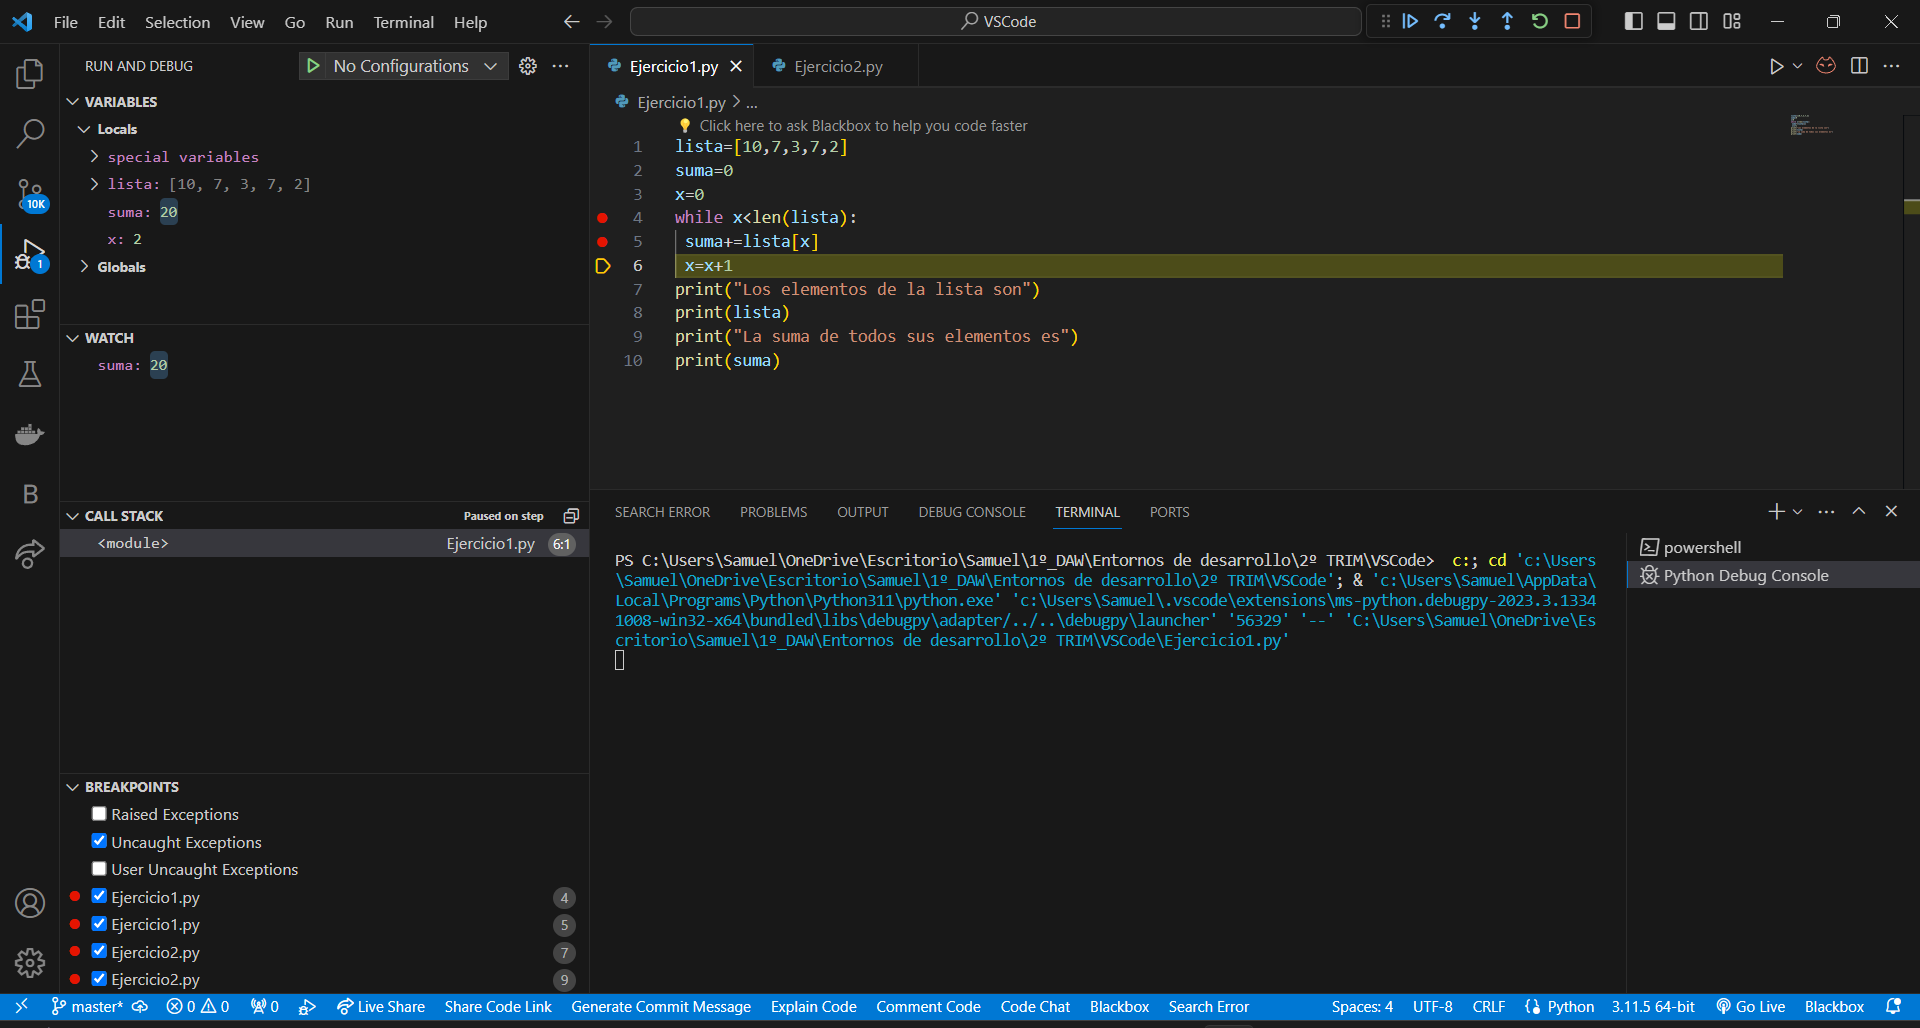 File Edit Selection View Go Run Terminal Help
VSCode
RUN AND DEBUG
No Configurations
VARIABLES
Locals
special variables
lista: [10, 7, 3, 7, 2]
suma: 20
x: 2
Globals
WATCH
suma: 20
CALL STACK Paused on step
<module> Ejercicio1.py 6:1
BREAKPOINTS
Raised Exceptions
Uncaught Exceptions
User Uncaught Exceptions
Ejercicio1.py 4
Ejercicio1.py 5
Ejercicio2.py 7
Ejercicio2.py 9
10K
1
B
Ejercicio1.py Ejercicio2.py
Ejercicio1.py > ...
Click here to ask Blackbox to help you code faster
1 lista=[10,7,3,7,2]
2 suma=0
3 x=0
4 while x<len(lista):
5 suma+=lista[x]
6 x=x+1
7 print("Los elementos de la lista son")
8 print(lista)
9 print("La suma de todos sus elementos es")
10 print(suma)
SEARCH ERROR PROBLEMS OUTPUT DEBUG CONSOLE TERMINAL PORTS
PS C:\Users\Samuel\OneDrive\Escritorio\Samuel\1º_DAW\Entornos de desarrollo\2º TRIM\VSCode> c:; cd 'c:\Users
\Samuel\OneDrive\Escritorio\Samuel\1º_DAW\Entornos de desarrollo\2º TRIM\VSCode'; & 'c:\Users\Samuel\AppData\
Local\Programs\Python\Python311\python.exe' 'c:\Users\Samuel\.vscode\extensions\ms-python.debugpy-2023.3.1334
1008-win32-x64\bundled\libs\debugpy\adapter/../..\debugpy\launcher' '56329' '--' 'C:\Users\Samuel\OneDrive\Es
critorio\Samuel\1º_DAW\Entornos de desarrollo\2º TRIM\VSCode\Ejercicio1.py'
powershell
Python Debug Console
master* 0 0 0 Live Share Share Code Link Generate Commit Message Explain Code Comment Code Code Chat Blackbox Search Error Spaces: 4 UTF-8 CRLF Python 3.11.5 64-bit Go Live Blackbox